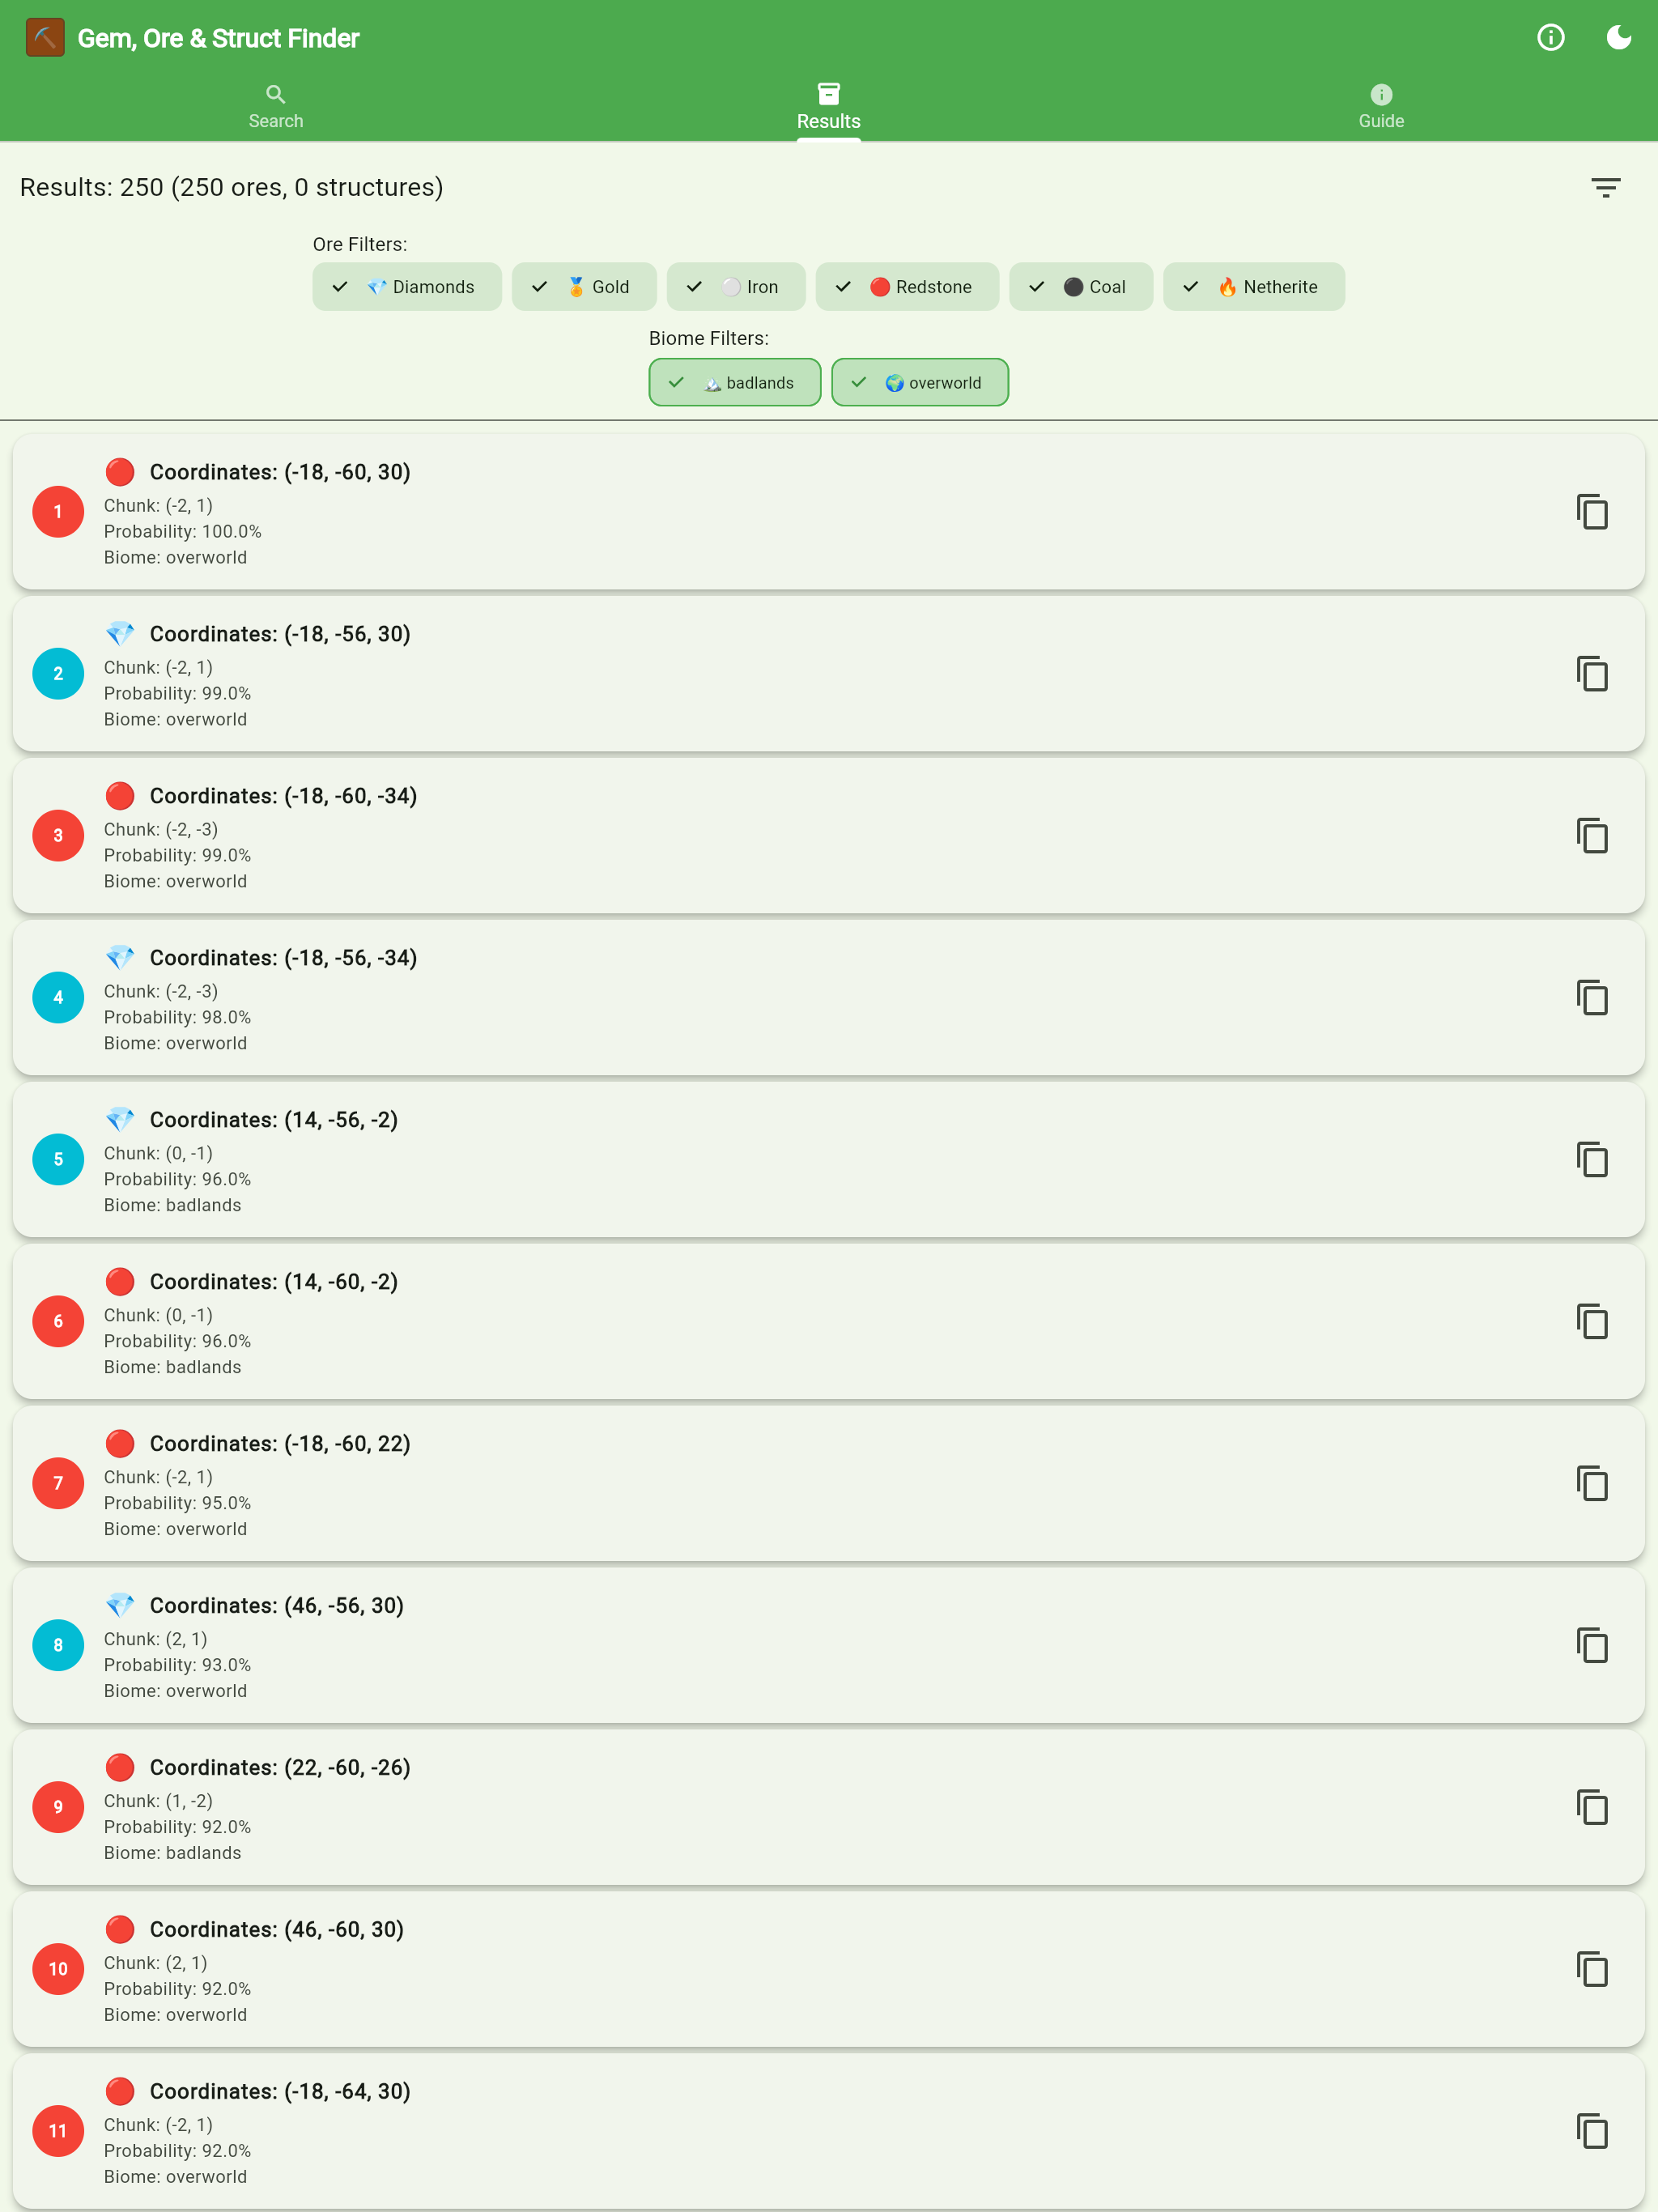 Gem, Ore & Struct Finder
Search
Results
Guide
Results: 250 (250 ores, 0 structures)
Ore Filters:
Diamonds
Gold
Iron
Redstone
Coal
Netherite
Biome Filters:
badlands
overworld
1
Coordinates: (-18, -60, 30)
Chunk: (-2, 1)
Probability: 100.0%
Biome: overworld
2
Coordinates: (-18, -56, 30)
Chunk: (-2, 1)
Probability: 99.0%
Biome: overworld
3
Coordinates: (-18, -60, -34)
Chunk: (-2, -3)
Probability: 99.0%
Biome: overworld
4
Coordinates: (-18, -56, -34)
Chunk: (-2, -3)
Probability: 98.0%
Biome: overworld
5
Coordinates: (14, -56, -2)
Chunk: (0, -1)
Probability: 96.0%
Biome: badlands
6
Coordinates: (14, -60, -2)
Chunk: (0, -1)
Probability: 96.0%
Biome: badlands
7
Coordinates: (-18, -60, 22)
Chunk: (-2, 1)
Probability: 95.0%
Biome: overworld
8
Coordinates: (46, -56, 30)
Chunk: (2, 1)
Probability: 93.0%
Biome: overworld
9
Coordinates: (22, -60, -26)
Chunk: (1, -2)
Probability: 92.0%
Biome: badlands
10
Coordinates: (46, -60, 30)
Chunk: (2, 1)
Probability: 92.0%
Biome: overworld
11
Coordinates: (-18, -64, 30)
Chunk: (-2, 1)
Probability: 92.0%
Biome: overworld